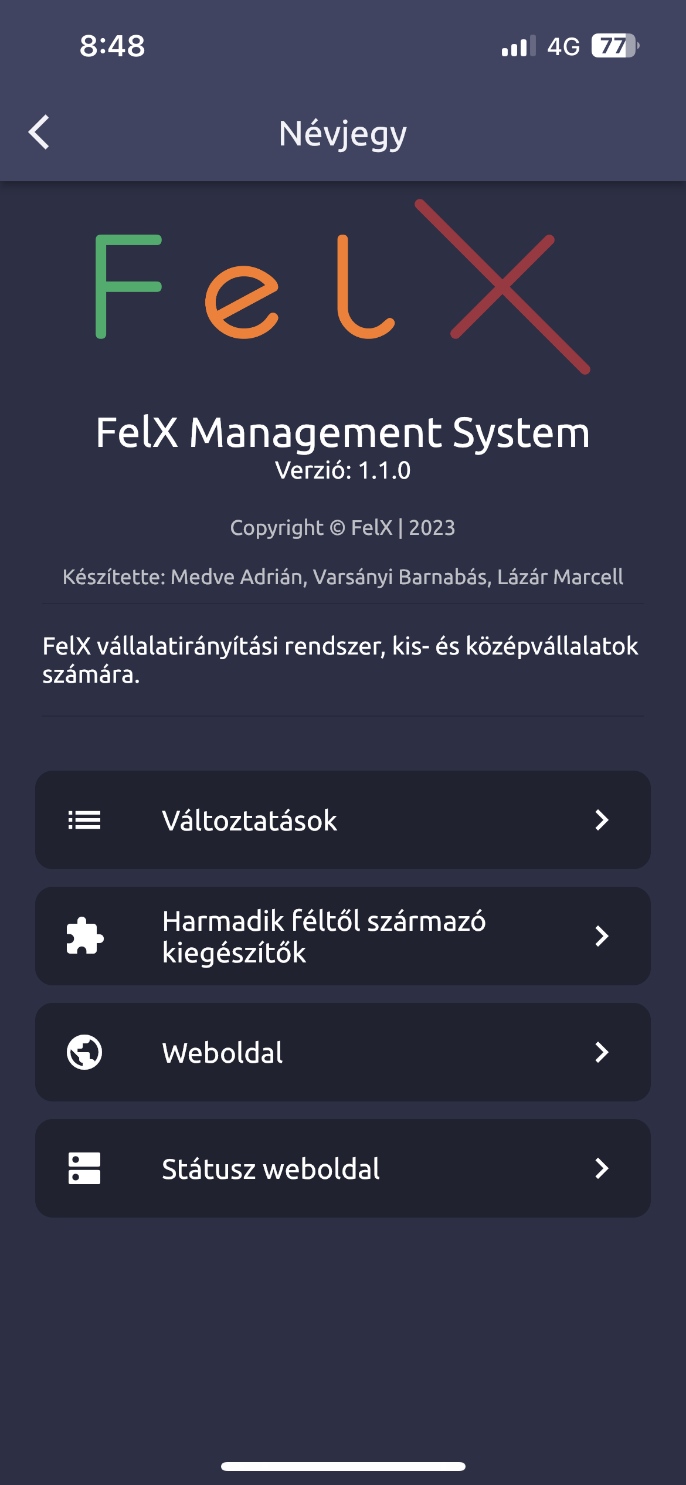 8:48
4G
77
Névjegy
FelX
FelX Management System
Verzió: 1.1.0
Copyright © FelX | 2023
Készítette: Medve Adrián, Varsányi Barnabás, Lázár Marcell
FelX vállalatirányítási rendszer, kis- és középvállalatok
számára.
Változtatások
Harmadik féltől származó
kiegészítők
Weboldal
Státusz weboldal